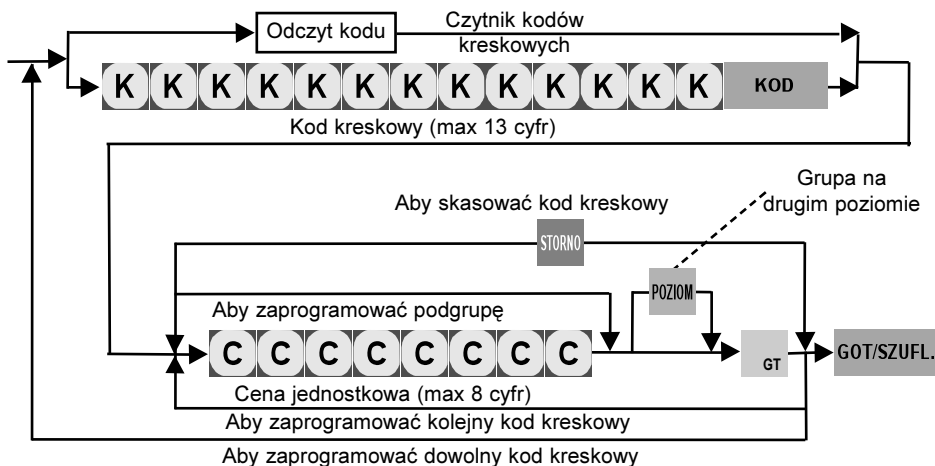 Odczyt kodu
Czytnik kodów
kreskowych
K K K K K K K K K K K K K KOD
Kod kreskowy (max 13 cyfr)
Grupa na
drugim poziomie
Aby skasować kod kreskowy
STORNO
POZIOM
Aby zaprogramować podgrupę
C C C C C C C C GT GOT/SZUFL.
Cena jednostkowa (max 8 cyfr)
Aby zaprogramować kolejny kod kreskowy
Aby zaprogramować dowolny kod kreskowy